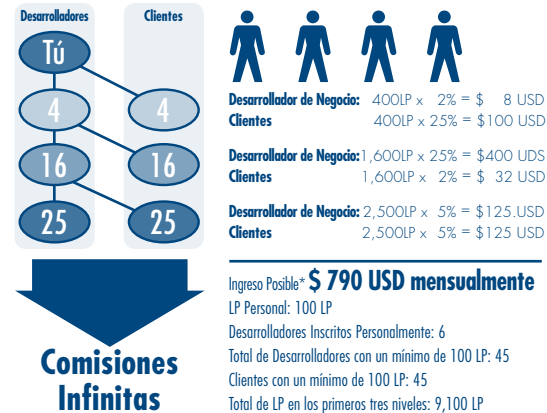 Desarrolladores
Clientes
Tú
4
4
16
16
25
25
Comisiones
Infinitas
Desarrollador de Negocio: 400LP x 2% = $ 8 USD
Clientes 400LP x 25% = $100 USD
Desarrollador de Negocio: 1,600LP x 25% = $400 UDS
Clientes 1,600LP x 2% = $ 32 USD
Desarrollador de Negocio: 2,500LP x 5% = $125.USD
Clientes 2,500LP x 5% = $125 USD
Ingreso Posible* $ 790 USD mensualmente
LP Personal: 100 LP
Desarrolladores Inscritos Personalmente: 6
Total de Desarrolladores con un mínimo de 100 LP: 45
Clientes con un mínimo de 100 LP: 45
Total de LP en los primeros tres niveles: 9,100 LP